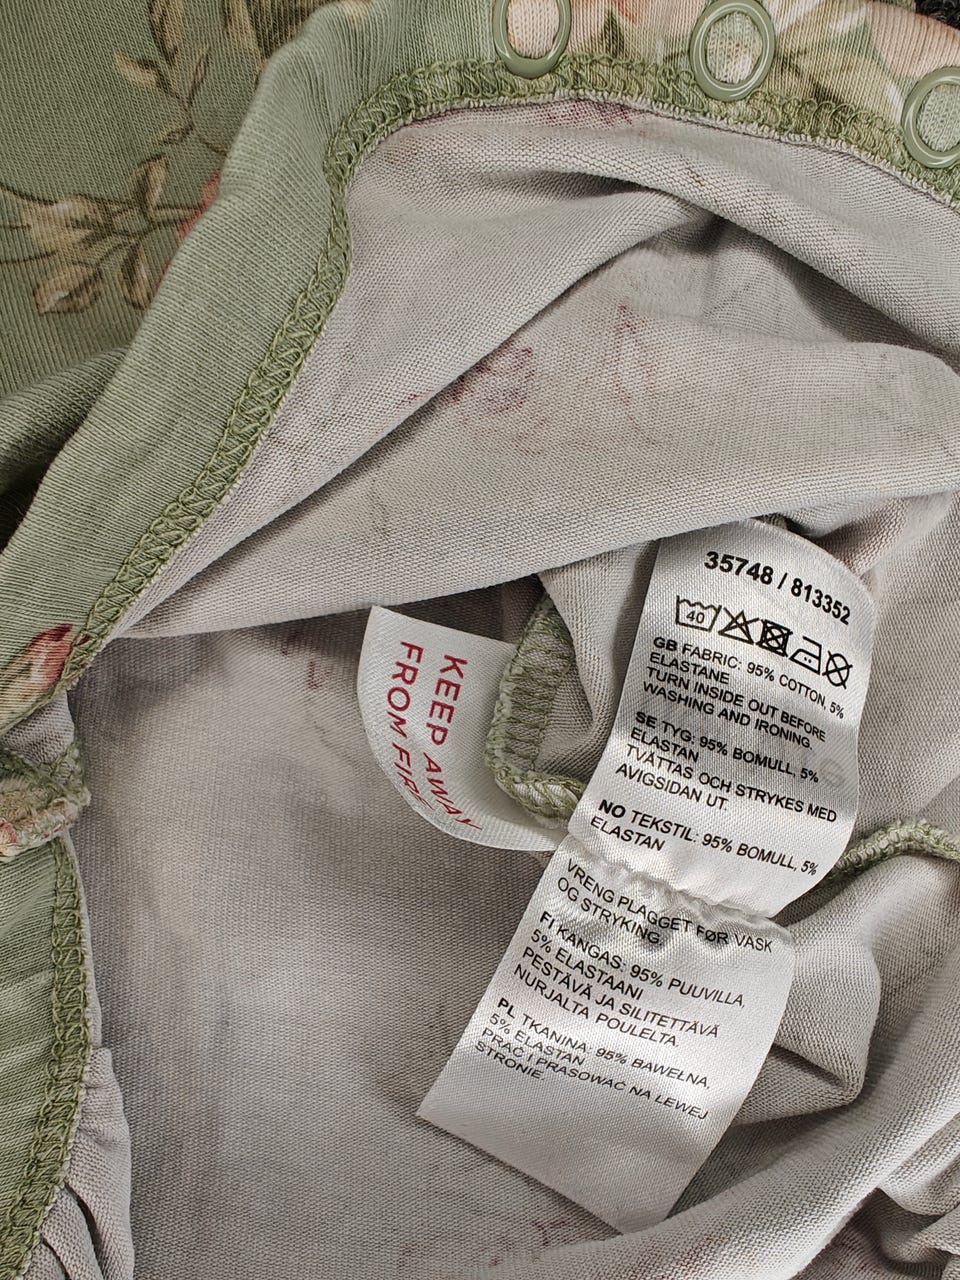 35748 / 813352
40
GB FABRIC: 95% COTTON, 5%
ELASTANE
TURN INSIDE OUT BEFORE
WASHING AND IRONING.
SE TYG: 95% BOMULL, 5%
ELASTAN
TVÄTTAS OCH STRYKES MED
AVIGSIDAN UT.
NO TEKSTIL: 95% BOMULL, 5%
ELASTAN
VRENG PLAGGET FØR VASK
OG STRYKING.
FI KANGAS: 95% PUUVILLA,
5% ELASTAANI
PESTÄVÄ JA SILITETTÄVÄ
NURJALTA POULELTA.
PL TKANINA: 95% BAWEŁNA,
5% ELASTAN
PRAĆ I PRASOWAĆ NA LEWEJ
STRONIE.
KEEP AWAY
FROM FIRE